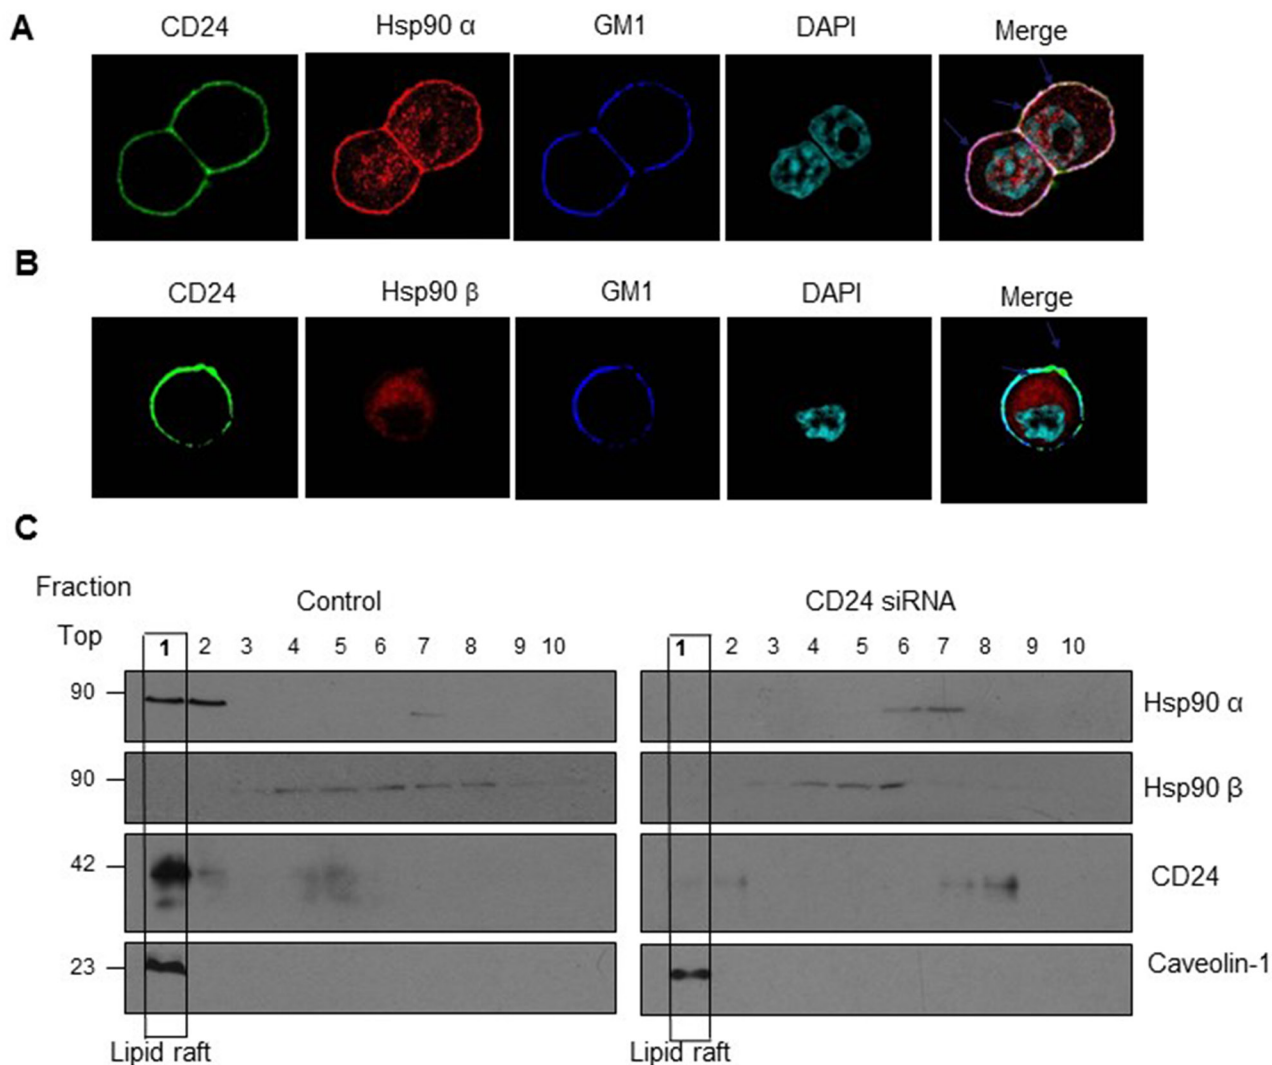 A
CD24 Hsp90 α GM1 DAPI Merge
B
CD24 Hsp90 β GM1 DAPI Merge
C
Fraction
Control CD24 siRNA
Top
1 2 3 4 5 6 7 8 9 10 1 2 3 4 5 6 7 8 9 10
90 Hsp90 α
90 Hsp90 β
42 CD24
23 Caveolin-1
Lipid raft Lipid raft